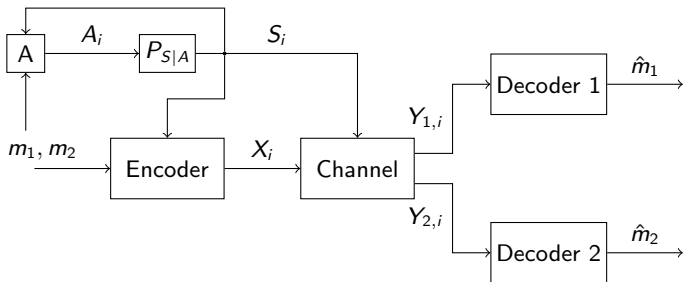 A
A_i
P_{S|A}
S_i
m_1, m_2
Encoder
X_i
Channel
Y_{1,i}
Y_{2,i}
Decoder 1
m̂_1
Decoder 2
m̂_2